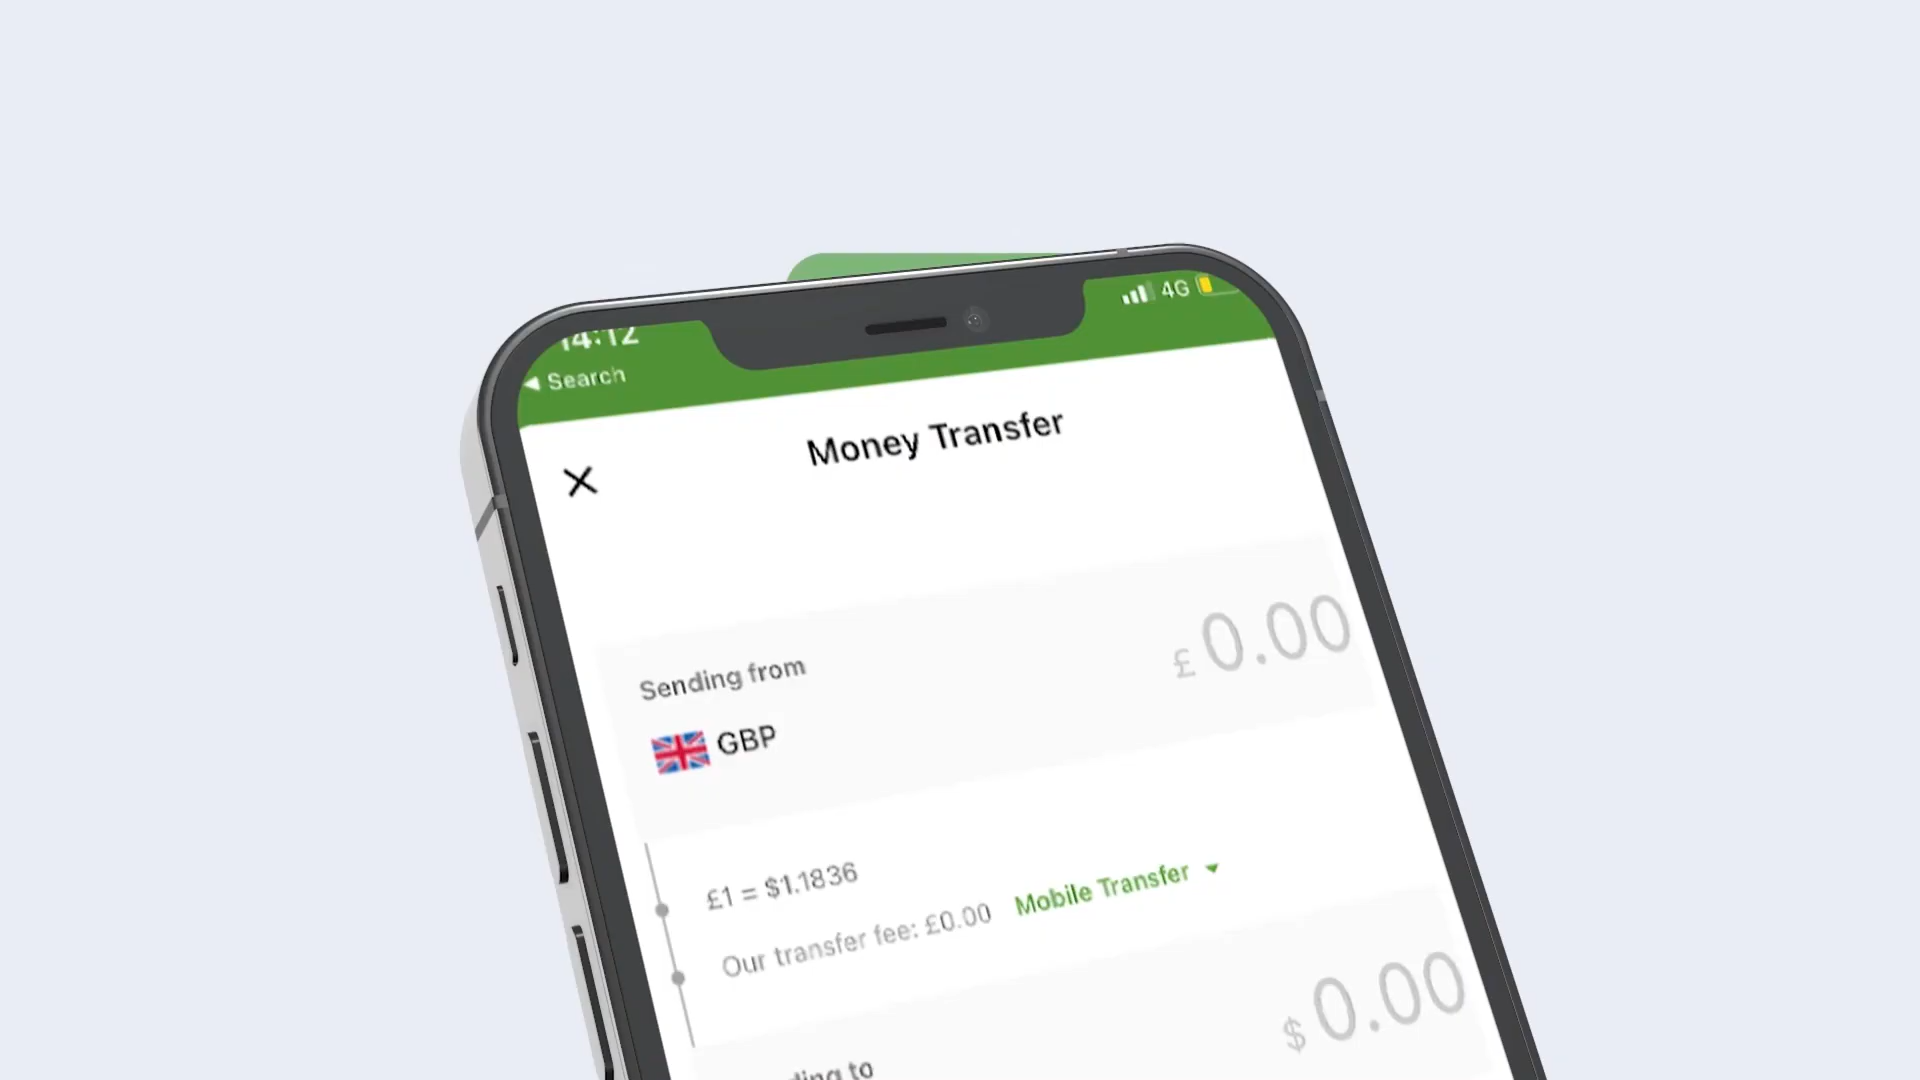 14:12
4G
Search
Money Transfer
Sending from
£0.00
GBP
£1 = $1.1836
Our transfer fee: £0.00 Mobile Transfer
$0.00
to